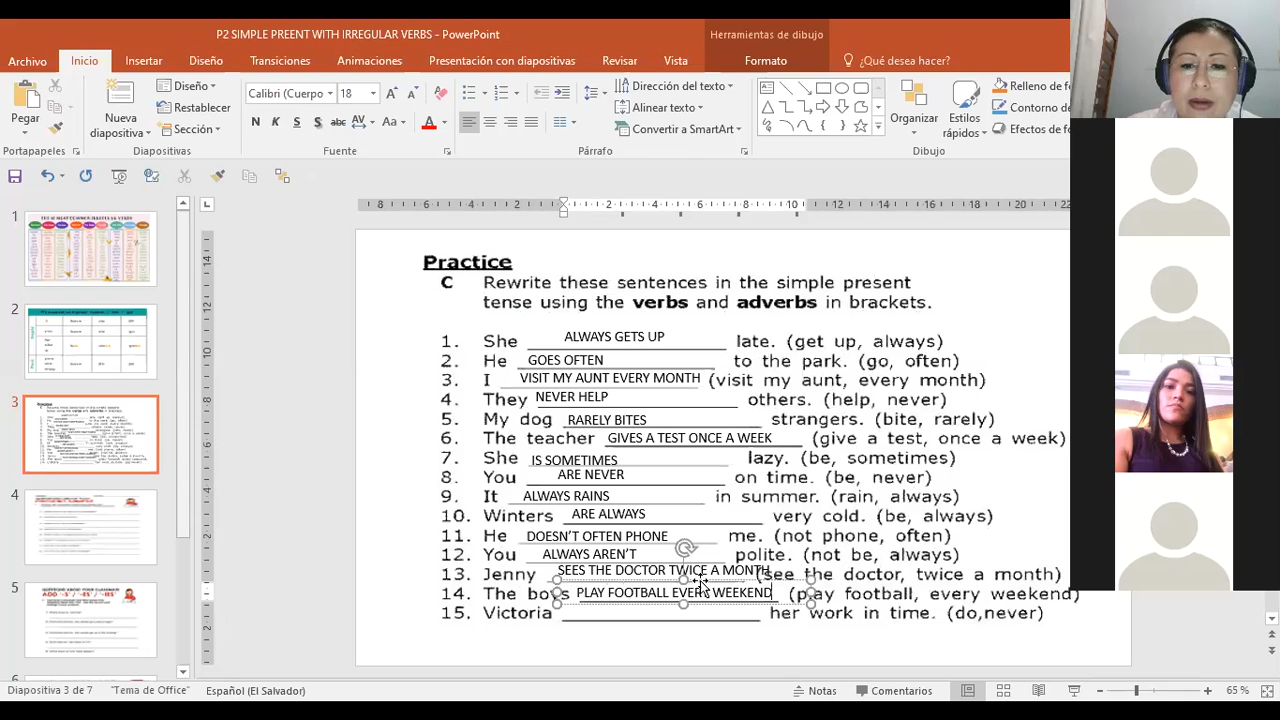 P2 SIMPLE PREENT WITH IRREGULAR VERBS - PowerPoint
Herramientas de dibujo
Archivo Inicio Insertar Diseño Transiciones Animaciones Presentación con diapositivas Revisar Vista Formato ¿Qué desea hacer?
Pegar
Nueva diapositiva
Diseño
Restablecer
Sección
Calibri (Cuerpo 18
N K S abc AV Aa A
Dirección del texto
Alinear texto
Convertir a SmartArt
Organizar
Estilos rápidos
Relleno de fo
Contorno de
Efectos de fo
Portapapeles Diapositivas Fuente Párrafo Dibujo
Practice
C Rewrite these sentences in the simple present
tense using the verbs and adverbs in brackets.
1. She ALWAYS GETS UP late. (get up, always)
2. He GOES OFTEN to the park. (go, often)
3. I VISIT MY AUNT EVERY MONTH (visit my aunt, every month)
4. They NEVER HELP others. (help, never)
5. My dog RARELY BITES strangers. (bite, rarely)
6. The teacher GIVES A TEST ONCE A WEEK (give a test, once a week)
7. She IS SOMETIMES lazy. (be, sometimes)
8. You ARE NEVER on time. (be, never)
9. It ALWAYS RAINS in summer. (rain, always)
10. Winters ARE ALWAYS very cold. (be, always)
11. He DOESN'T OFTEN PHONE me. (not phone, often)
12. You ALWAYS AREN'T polite. (not be, always)
13. Jenny SEES THE DOCTOR TWICE A MONTH (see the doctor, twice a month)
14. The boys PLAY FOOTBALL EVERY WEEKEND (play football, every weekend)
15. Victoria her work in time. (do,never)
Diapositiva 3 de 7 "Tema de Office" Español (El Salvador) Notas Comentarios 65 %